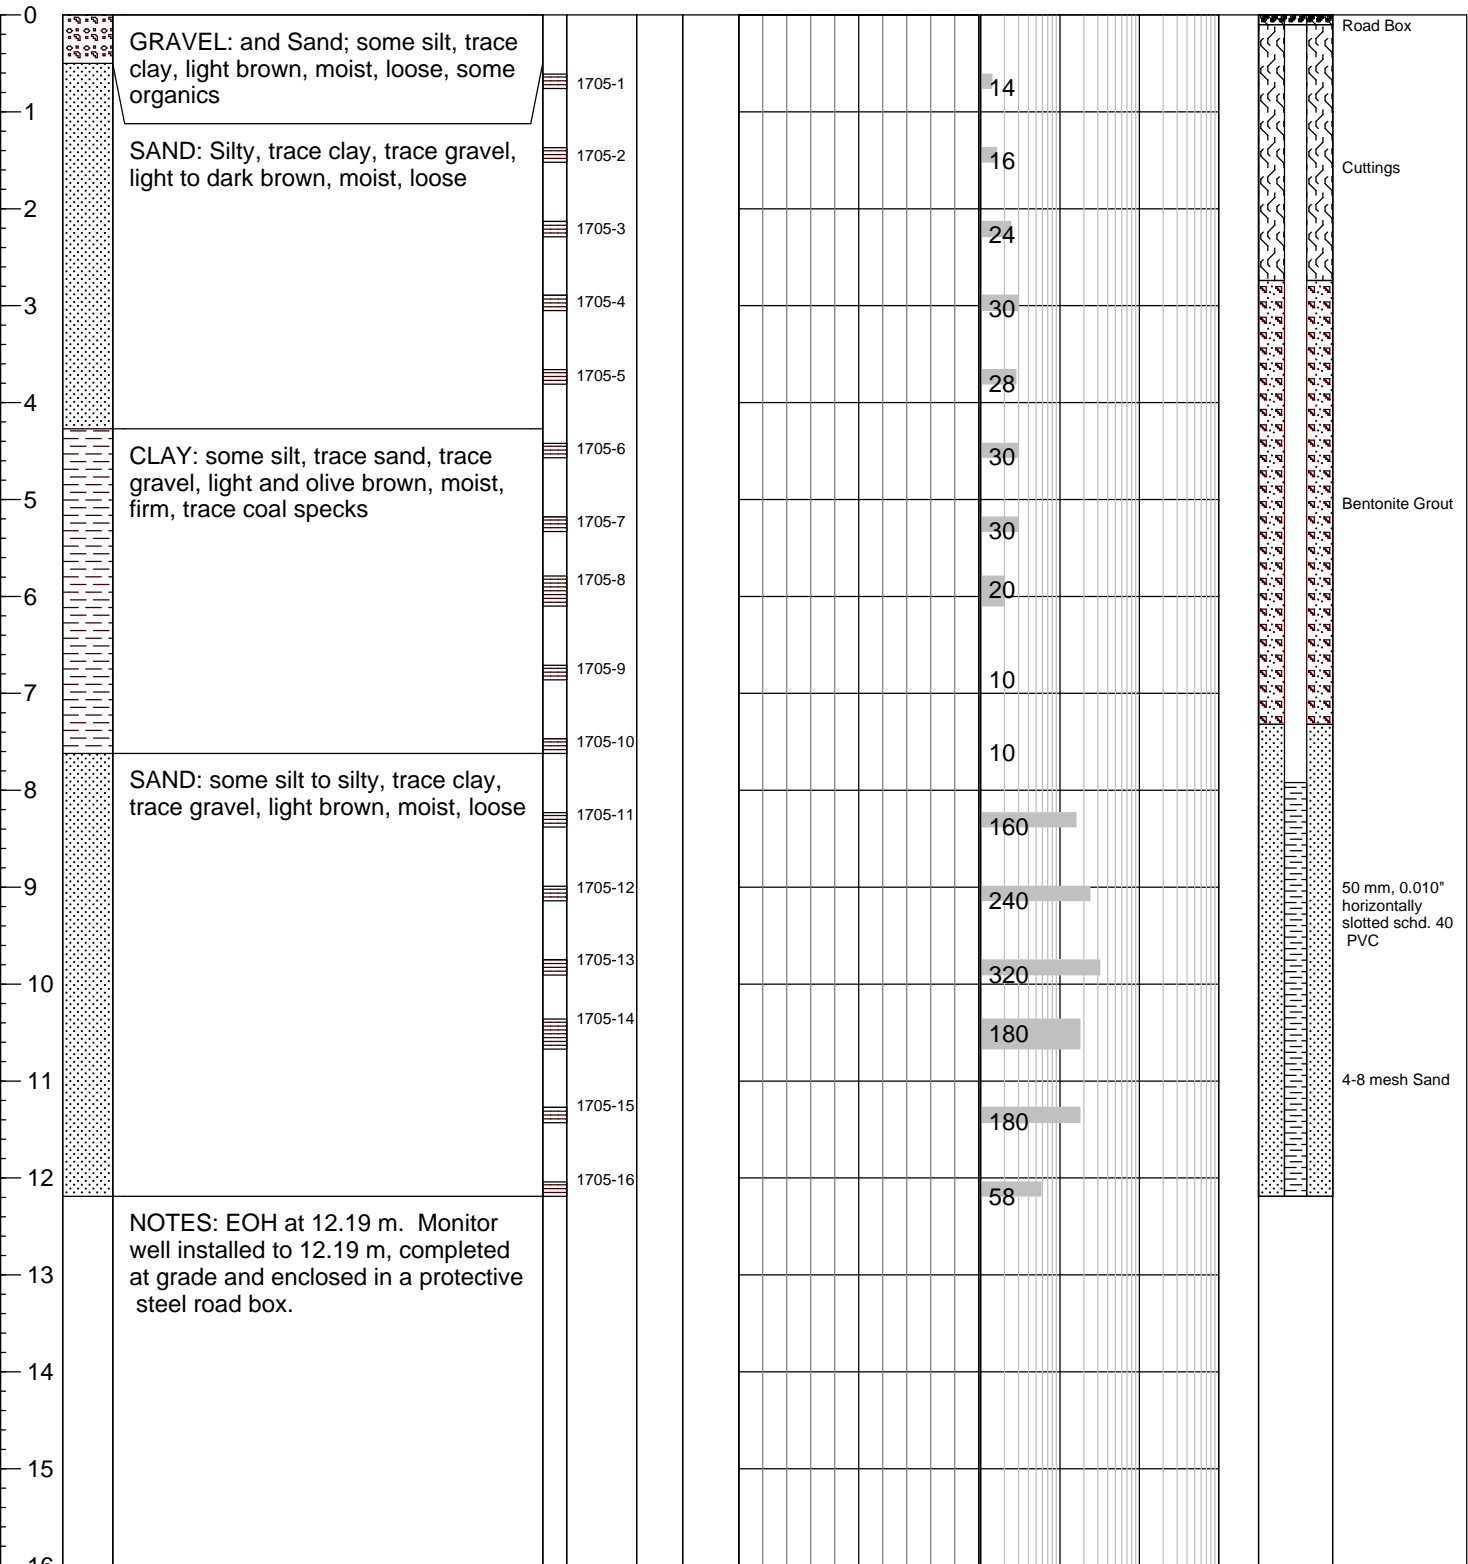 0
1
2
3
4
5
6
7
8
9
10
11
12
13
14
15
16
GRAVEL: and Sand; some silt, trace
clay, light brown, moist, loose, some
organics
SAND: Silty, trace clay, trace gravel,
light to dark brown, moist, loose
CLAY: some silt, trace sand, trace
gravel, light and olive brown, moist,
firm, trace coal specks
SAND: some silt to silty, trace clay,
trace gravel, light brown, moist, loose
NOTES: EOH at 12.19 m.  Monitor
well installed to 12.19 m, completed
at grade and enclosed in a protective
steel road box.
1705-1
1705-2
1705-3
1705-4
1705-5
1705-6
1705-7
1705-8
1705-9
1705-10
1705-11
1705-12
1705-13
1705-14
1705-15
1705-16
14
16
24
30
28
30
30
20
10
10
160
240
320
180
180
58
Road Box
Cuttings
Bentonite Grout
50 mm, 0.010"
horizontally
slotted schd. 40
PVC
4-8 mesh Sand